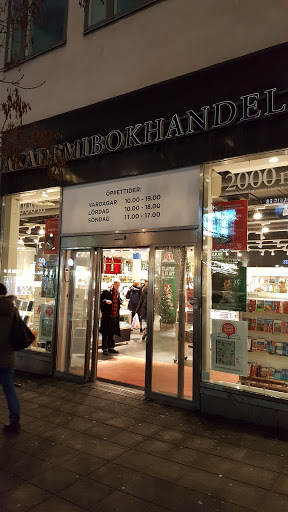 AKADEMIBOKHANDEL
ÖPPETTIDER:
VARDAGAR 10.00 - 19.00
LÖRDAG 10.00 - 18.00
SÖNDAG 11.00 - 17.00
2000